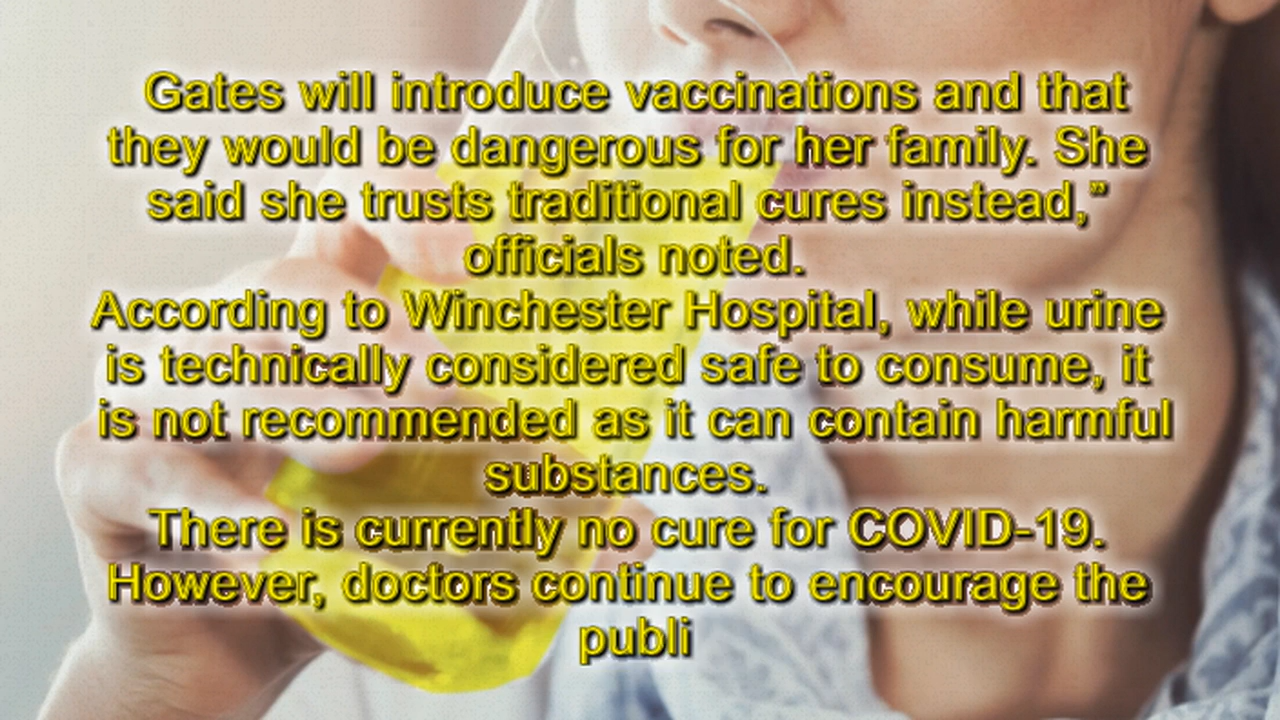 Gates will introduce vaccinations and that
they would be dangerous for her family. She
said she trusts traditional cures instead,”
officials noted.
According to Winchester Hospital, while urine
is technically considered safe to consume, it
is not recommended as it can contain harmful
substances.
There is currently no cure for COVID-19.
However, doctors continue to encourage the
publi